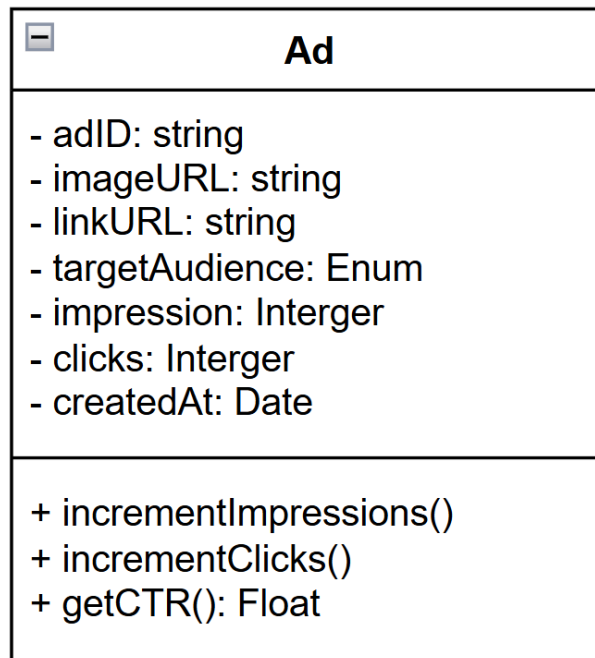 Ad
- adID: string
- imageURL: string
- linkURL: string
- targetAudience: Enum
- impression: Interger
- clicks: Interger
- createdAt: Date
+ incrementImpressions()
+ incrementClicks()
+ getCTR(): Float